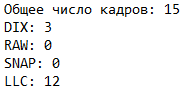 Общее число кадров: 15
DIX: 3
RAW: 0
SNAP: 0
LLC: 12